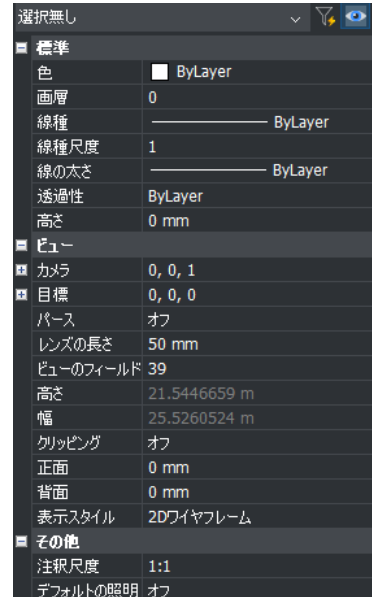 選択無し
標準
色 ByLayer
画層 0
線種 ByLayer
線種尺度 1
線の太さ ByLayer
透過性 ByLayer
高さ 0 mm
ビュー
カメラ 0, 0, 1
目標 0, 0, 0
パース オフ
レンズの長さ 50 mm
ビューのフィールド 39
高さ 21.5446659 m
幅 25.5260524 m
クリッピング オフ
正面 0 mm
背面 0 mm
表示スタイル 2Dワイヤフレーム
その他
注釈尺度 1:1
デフォルトの照明 オフ